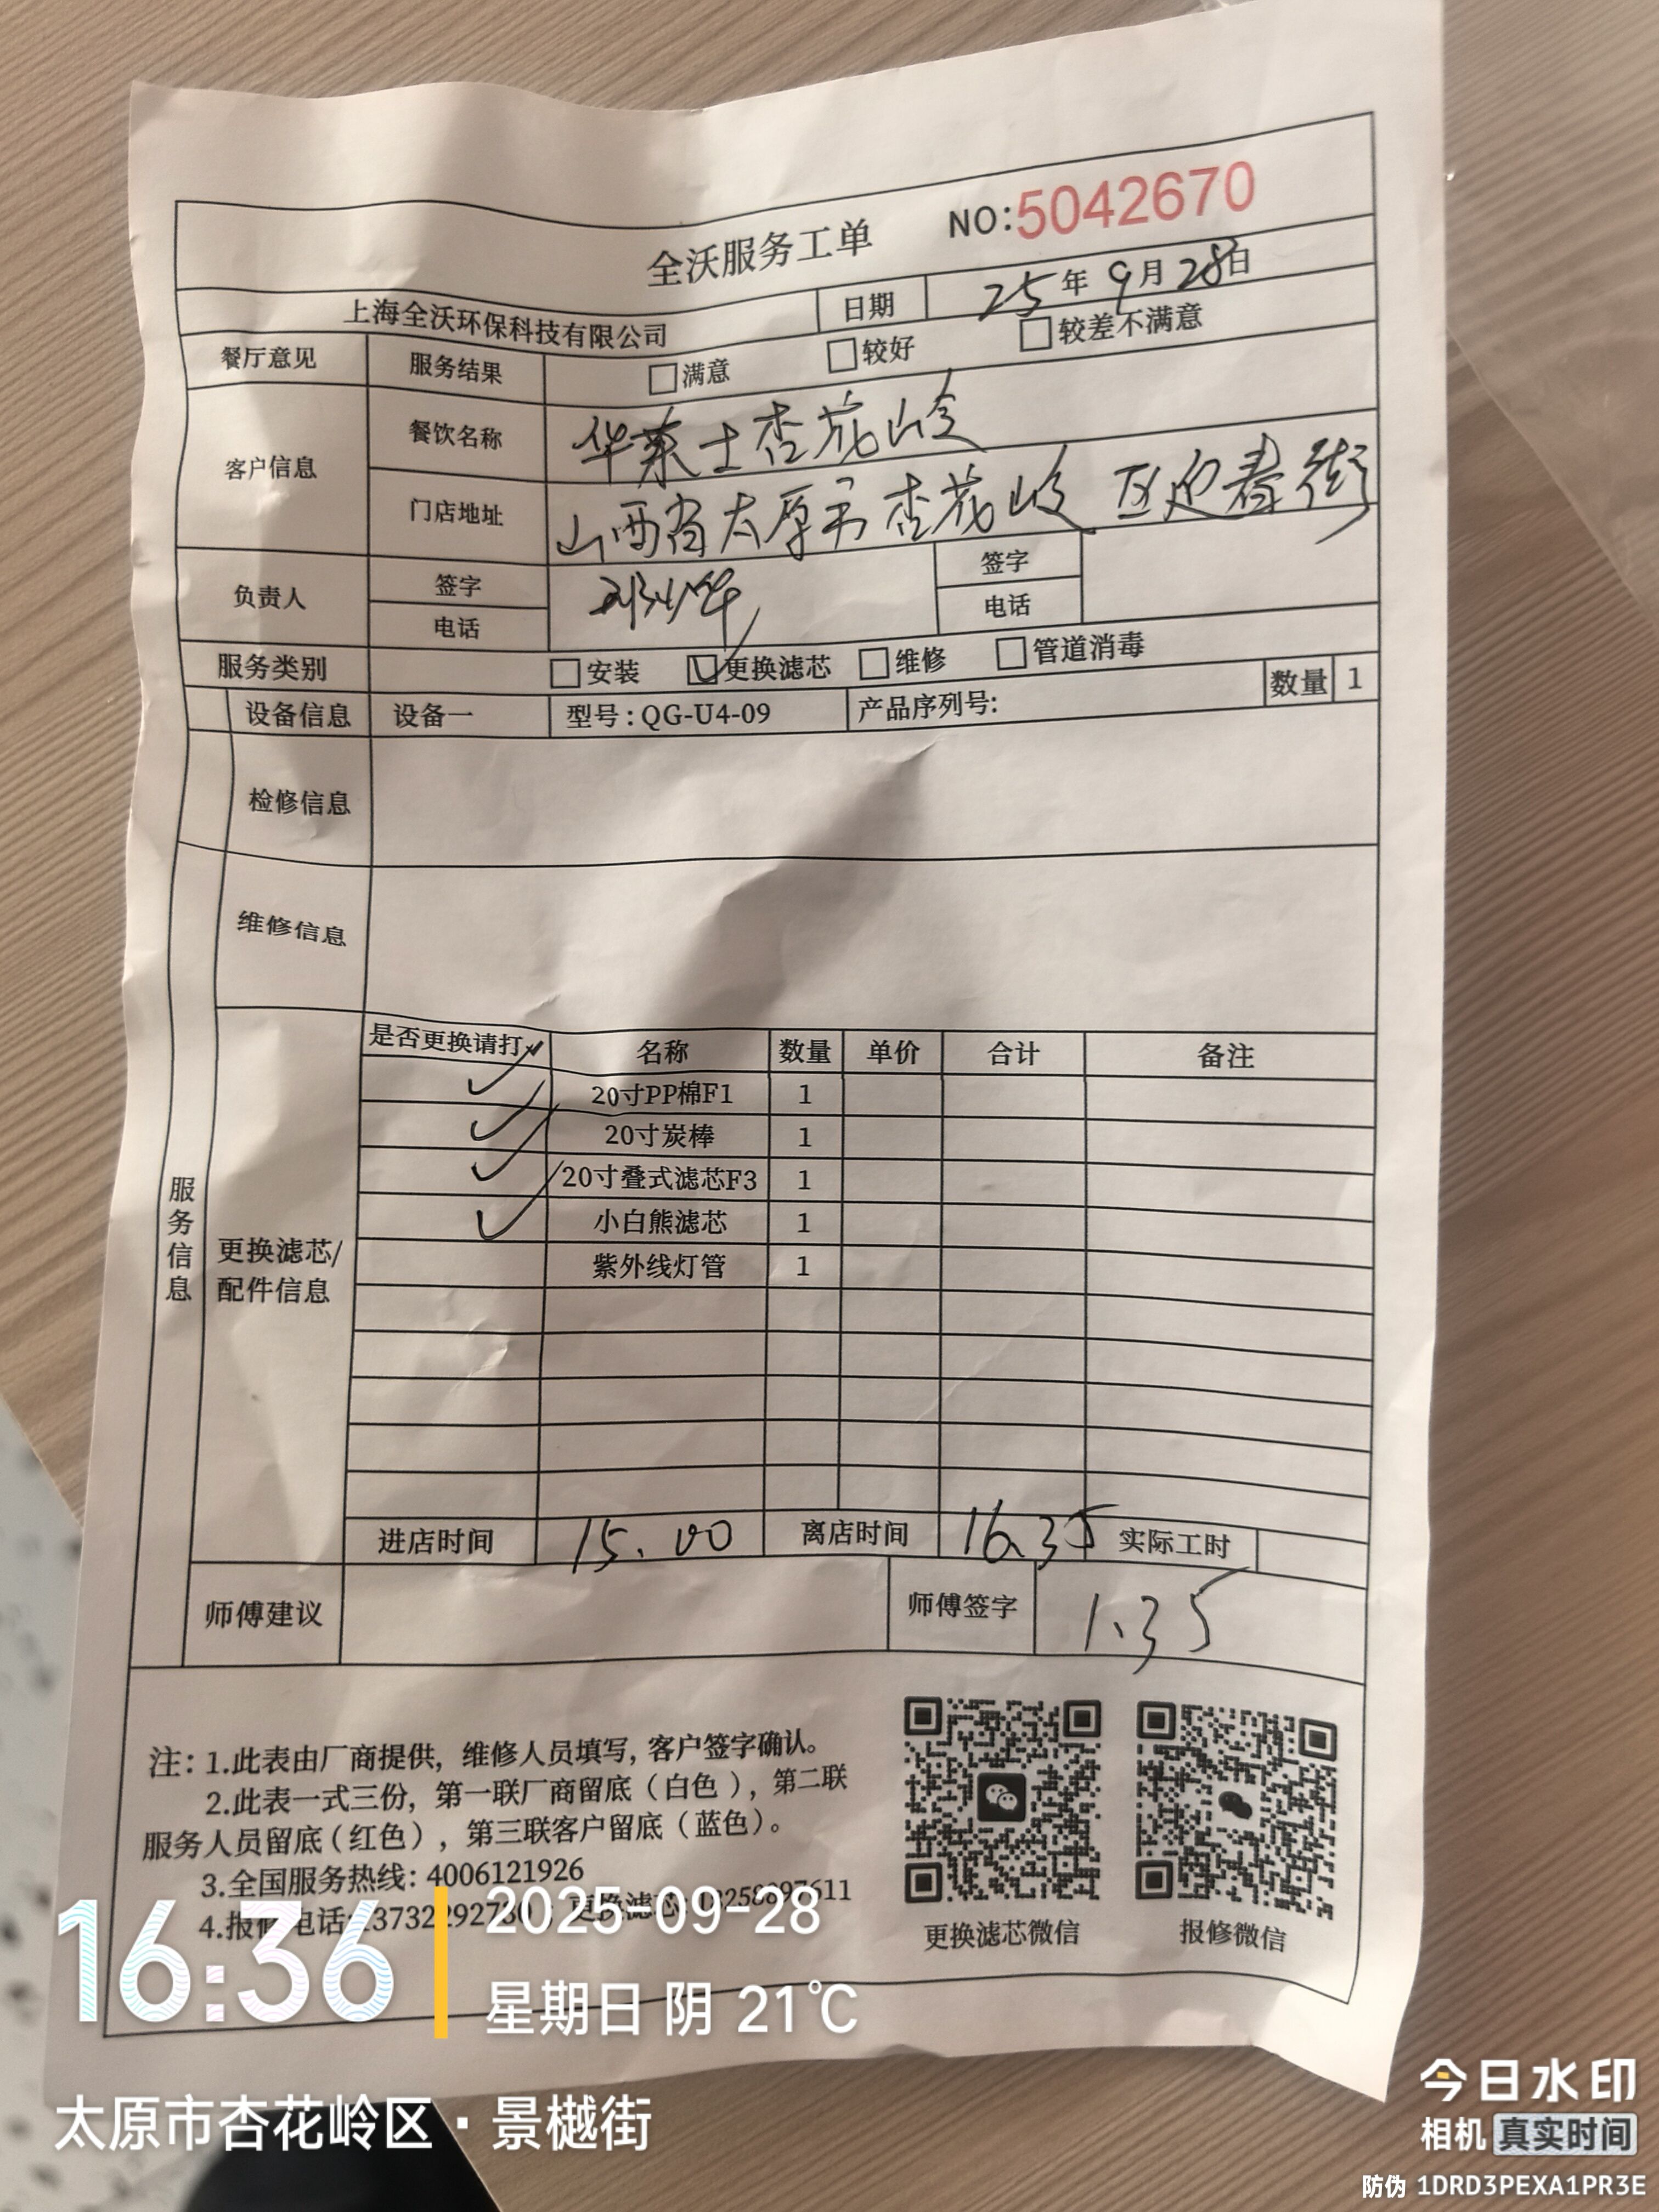 全沃服务工单 NO:5042670
上海全沃环保科技有限公司 日期 25年9月28日
餐厅意见 服务结果 □满意 □较好 □较差不满意
客户信息 餐饮名称 华莱士杏花岭
门店地址 山西省太原市杏花岭区迎春街
负责人 签字 签字
电话 电话
服务类别 □安装 ☑更换滤芯 □维修 □管道消毒
设备信息 设备一 型号:QG-U4-09 产品序列号: 数量 1
检修信息
维修信息
服务信息
更换滤芯/
配件信息
是否更换请打✓ 名称 数量 单价 合计 备注
✓ 20寸PP棉F1 1
✓ 20寸炭棒 1
✓ 20寸叠式滤芯F3 1
✓ 小白熊滤芯 1
紫外线灯管 1
进店时间 15.00 离店时间 16.35 实际工时
师傅建议 师傅签字 1.35
注: 1.此表由厂商提供, 维修人员填写, 客户签字确认。
2.此表一式三份, 第一联厂商留底(白色), 第二联
服务人员留底(红色), 第三联客户留底(蓝色)。
3.全国服务热线: 4006121926
4.报修电话: 更换滤芯:
更换滤芯微信 报修微信
16:36 2025-09-28
星期日 阴 21℃
太原市杏花岭区·景樾街
今日水印
相机 真实时间
防伪 1DRD3PEXA1PR3E